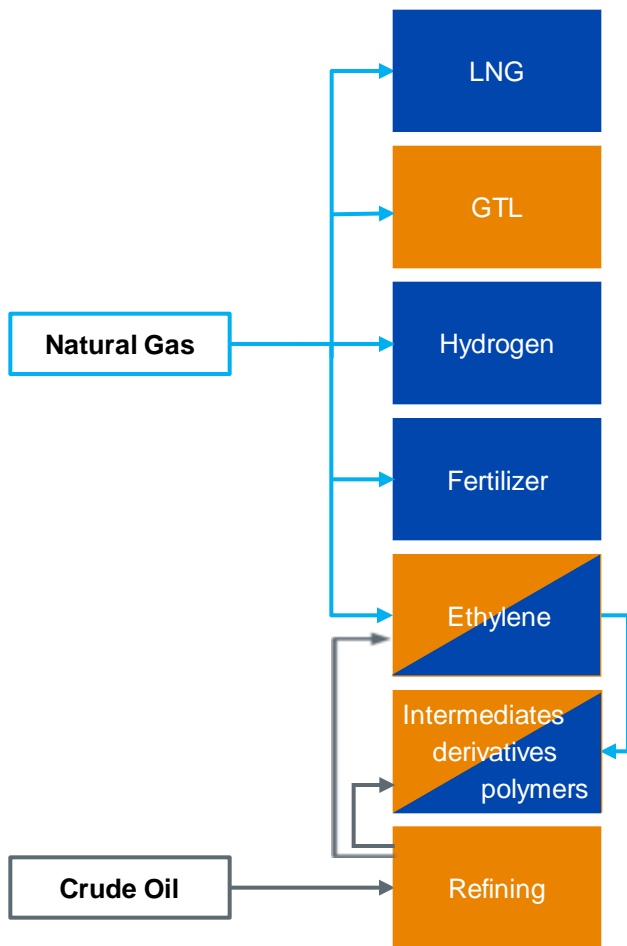 LNG
GTL
Natural Gas
Hydrogen
Fertilizer
Ethylene
Intermediates
derivatives
polymers
Crude Oil
Refining